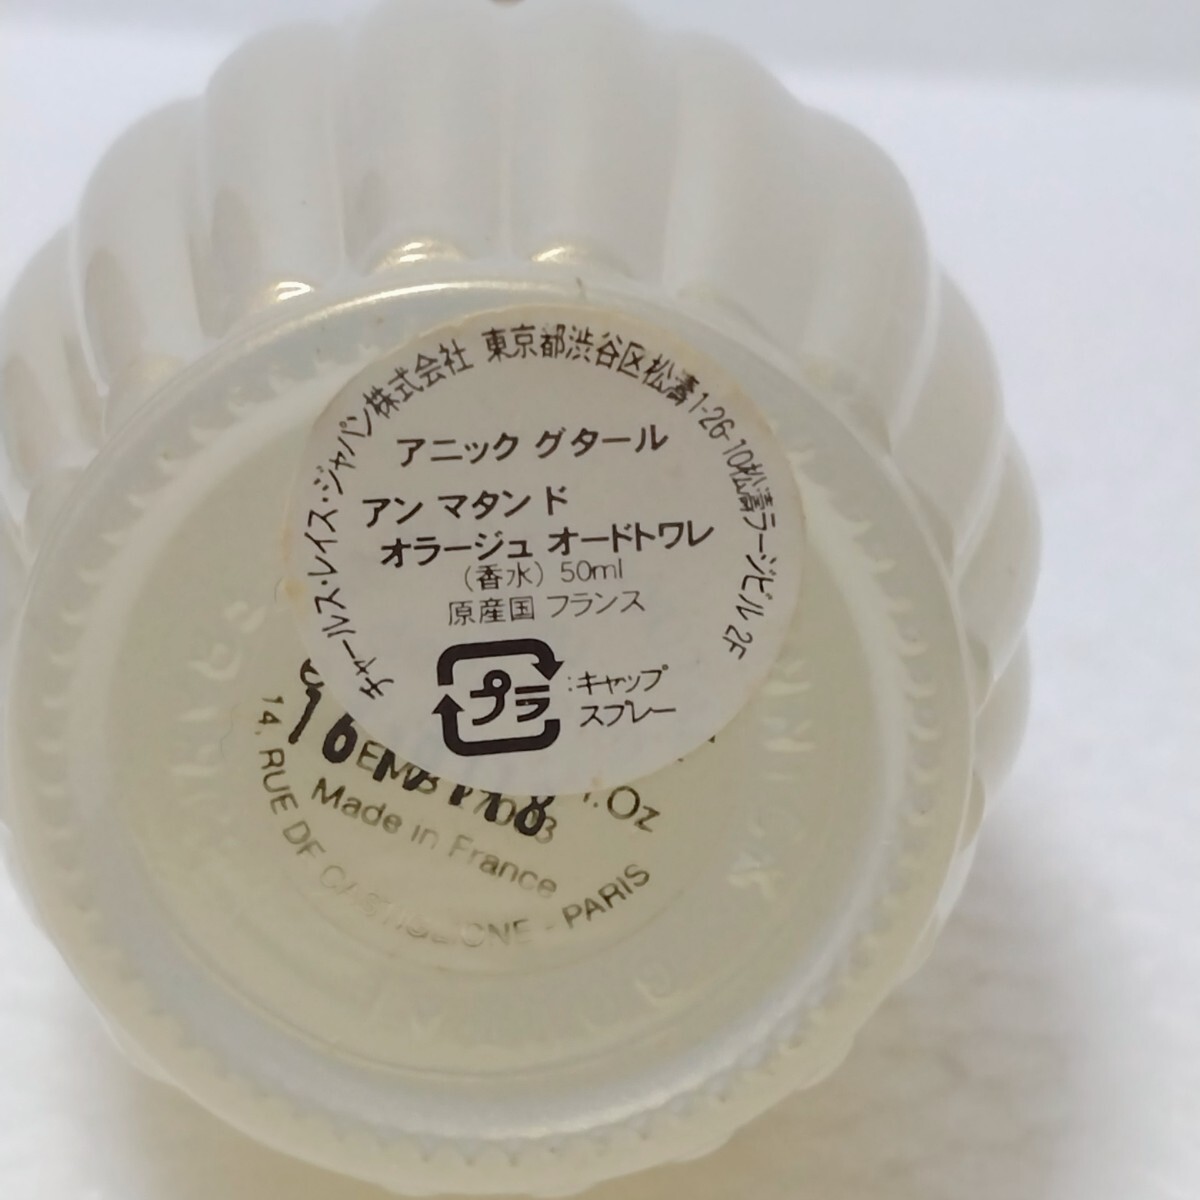 チャールス・レイス・ジャパン株式会社 東京都渋谷区松濤1-26-10松濤ラージビル 2F
アニック グタール
アン マタン ド
オラージュ オードトワレ
(香水) 50ml
原産国 フランス
プラ
:キャップ
スプレー
Oz
Made in France
14, RUE DE CASTIGLIONE - PARIS